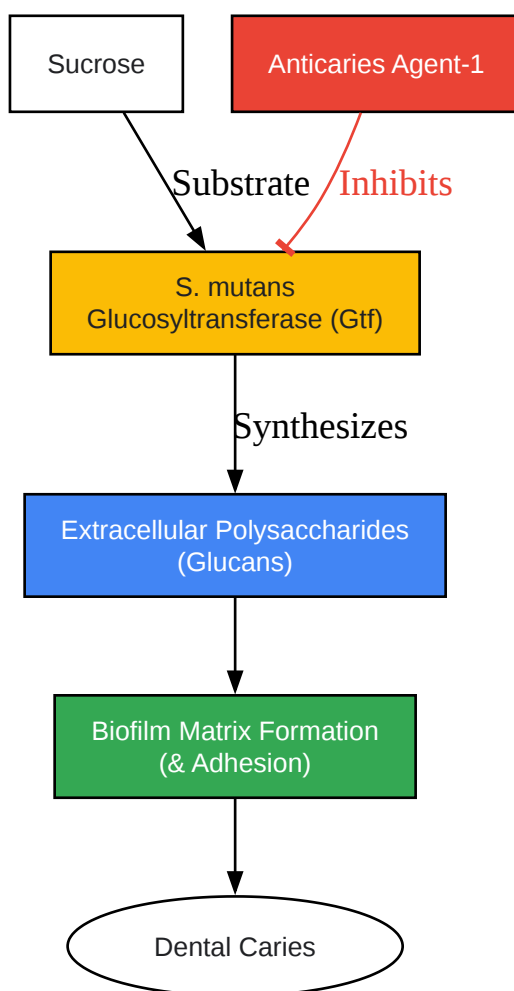 Sucrose
Anticaries Agent-1
Substrate
Inhibits
S. mutans
Glucosyltransferase (Gtf)
Synthesizes
Extracellular Polysaccharides
(Glucans)
Biofilm Matrix Formation
(& Adhesion)
Dental Caries